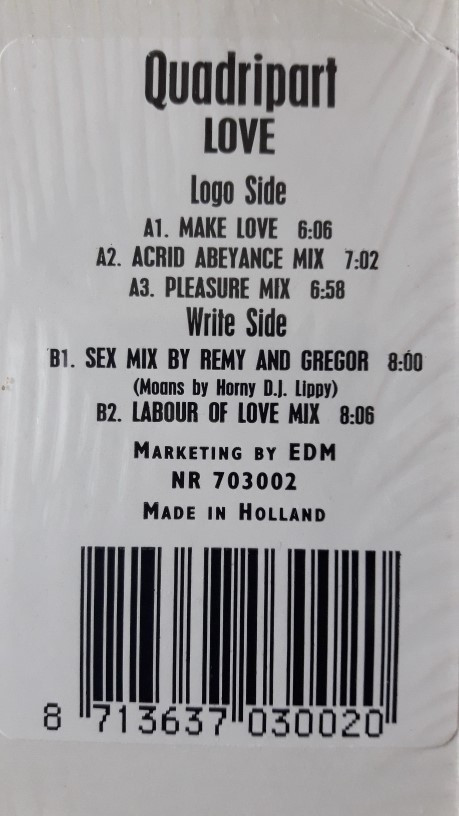 Quadripart
LOVE
Logo Side
A1. MAKE LOVE 6:06
A2. ACRID ABEYANCE MIX 7:02
A3. PLEASURE MIX 6:58
Write Side
B1. SEX MIX BY REMY AND GREGOR 8:00
(Moans by Horny D.J. Lippy)
B2. LABOUR OF LOVE MIX 8:06
MARKETING BY EDM
NR 703002
MADE IN HOLLAND
8 713637 030020